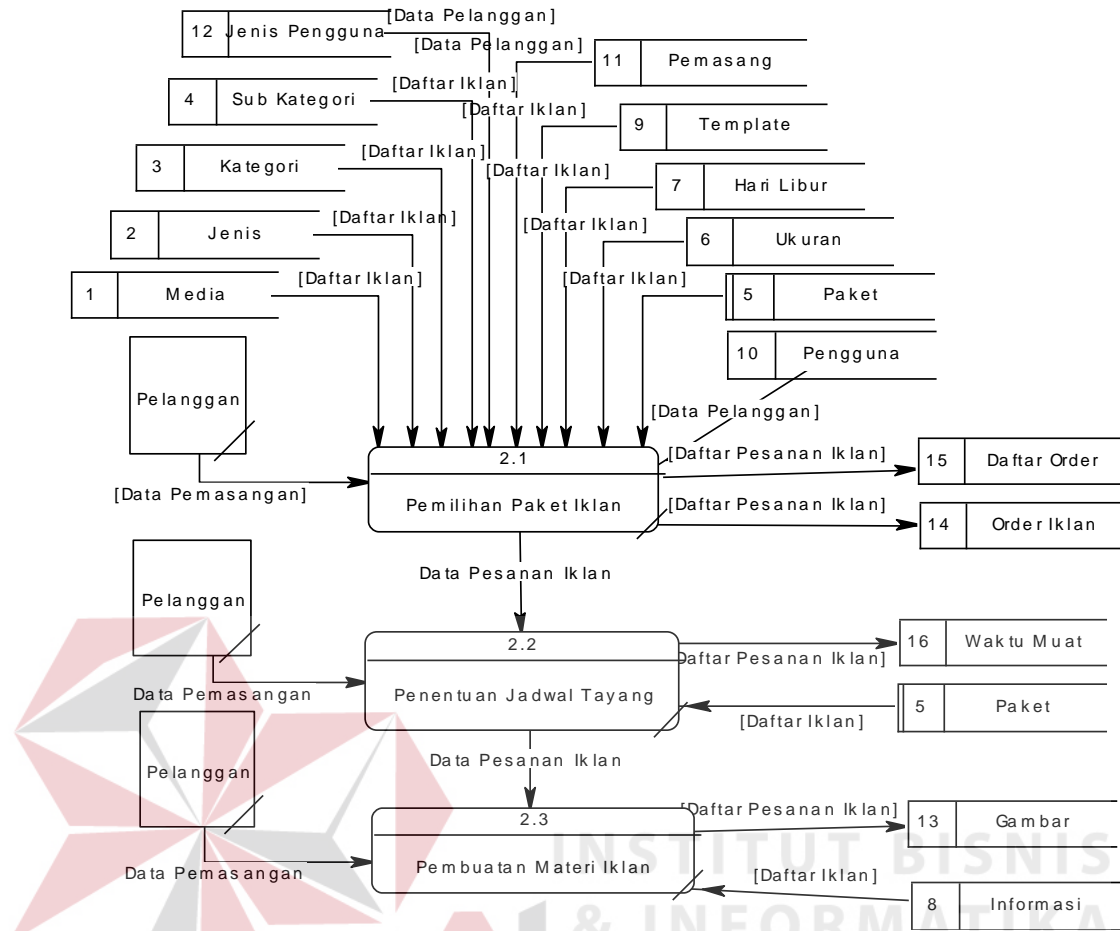 [Data Pelanggan]
12 Jenis Pengguna
[Data Pelanggan]
11 Pemasang
[Daftar Iklan]
4 Sub Kategori
[Daftar Iklan]
9 Template
[Daftar Iklan]
3 Kategori
[Daftar Iklan]
7 Hari Libur
[Daftar Iklan]
2 Jenis
[Daftar Iklan]
6 Ukuran
[Daftar Iklan]
1 Media
[Daftar Iklan]
5 Paket
10 Pengguna
Pelanggan
[Data Pelanggan]
2.1
[Daftar Pesanan Iklan]
15 Daftar Order
[Data Pemasangan]
Pemilihan Paket Iklan
[Daftar Pesanan Iklan]
14 Order Iklan
Data Pesanan Iklan
Pelanggan
2.2
16 Waktu Muat
Daftar Pesanan Iklan]
Data Pemasangan
Penentuan Jadwal Tayang
5 Paket
[Daftar Iklan]
Data Pesanan Iklan
Pelanggan
2.3
[Daftar Pesanan Iklan]
13 Gambar
Data Pemasangan
Pembuatan Materi Iklan
[Daftar Iklan]
8 Informasi
INSTITUT BISNIS
& INFORMATIKA